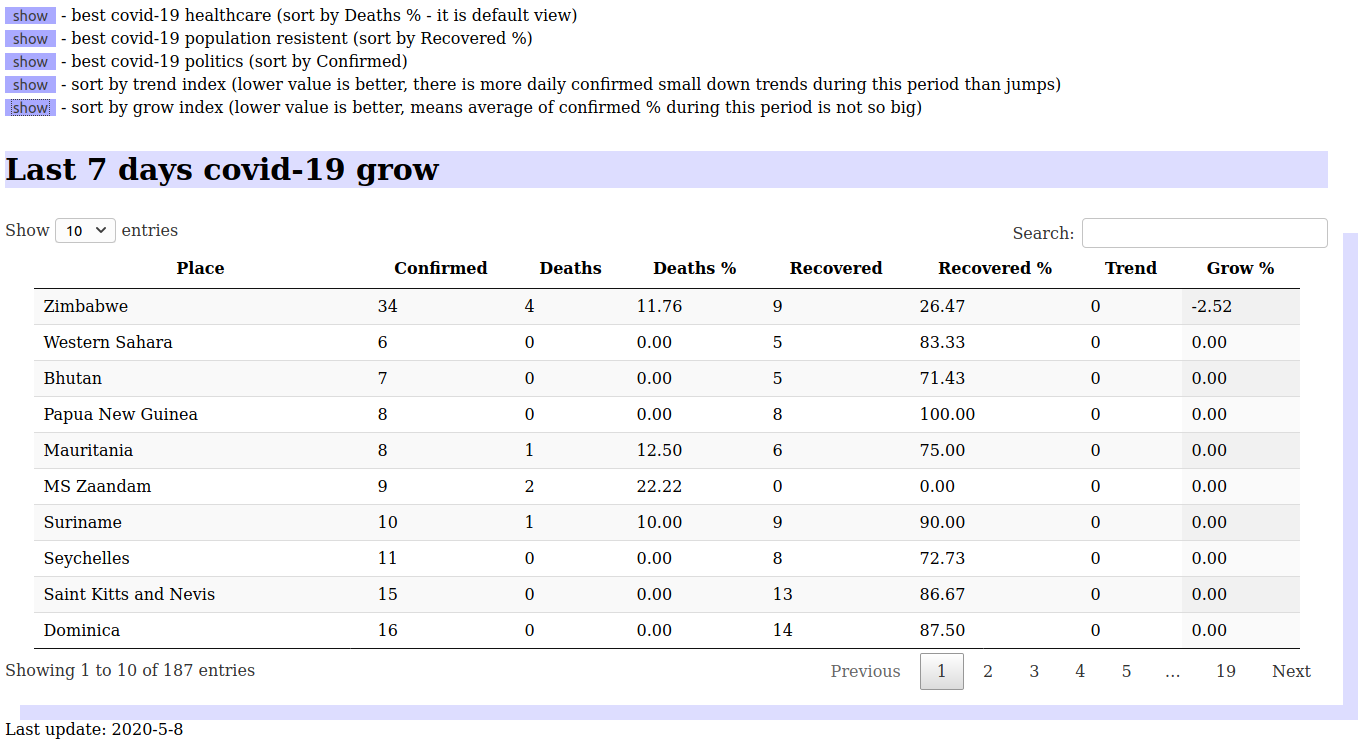 show - best covid-19 healthcare (sort by Deaths % - it is default view)
show - best covid-19 population resistent (sort by Recovered %)
show - best covid-19 politics (sort by Confirmed)
show - sort by trend index (lower value is better, there is more daily confirmed small down trends during this period than jumps)
show - sort by grow index (lower value is better, means average of confirmed % during this period is not so big)
Last 7 days covid-19 grow
Show 10 entries Search:
Place Confirmed Deaths Deaths % Recovered Recovered % Trend Grow %
Zimbabwe 34 4 11.76 9 26.47 0 -2.52
Western Sahara 6 0 0.00 5 83.33 0 0.00
Bhutan 7 0 0.00 5 71.43 0 0.00
Papua New Guinea 8 0 0.00 8 100.00 0 0.00
Mauritania 8 1 12.50 6 75.00 0 0.00
MS Zaandam 9 2 22.22 0 0.00 0 0.00
Suriname 10 1 10.00 9 90.00 0 0.00
Seychelles 11 0 0.00 8 72.73 0 0.00
Saint Kitts and Nevis 15 0 0.00 13 86.67 0 0.00
Dominica 16 0 0.00 14 87.50 0 0.00
Showing 1 to 10 of 187 entries Previous 1 2 3 4 5 … 19 Next
Last update: 2020-5-8